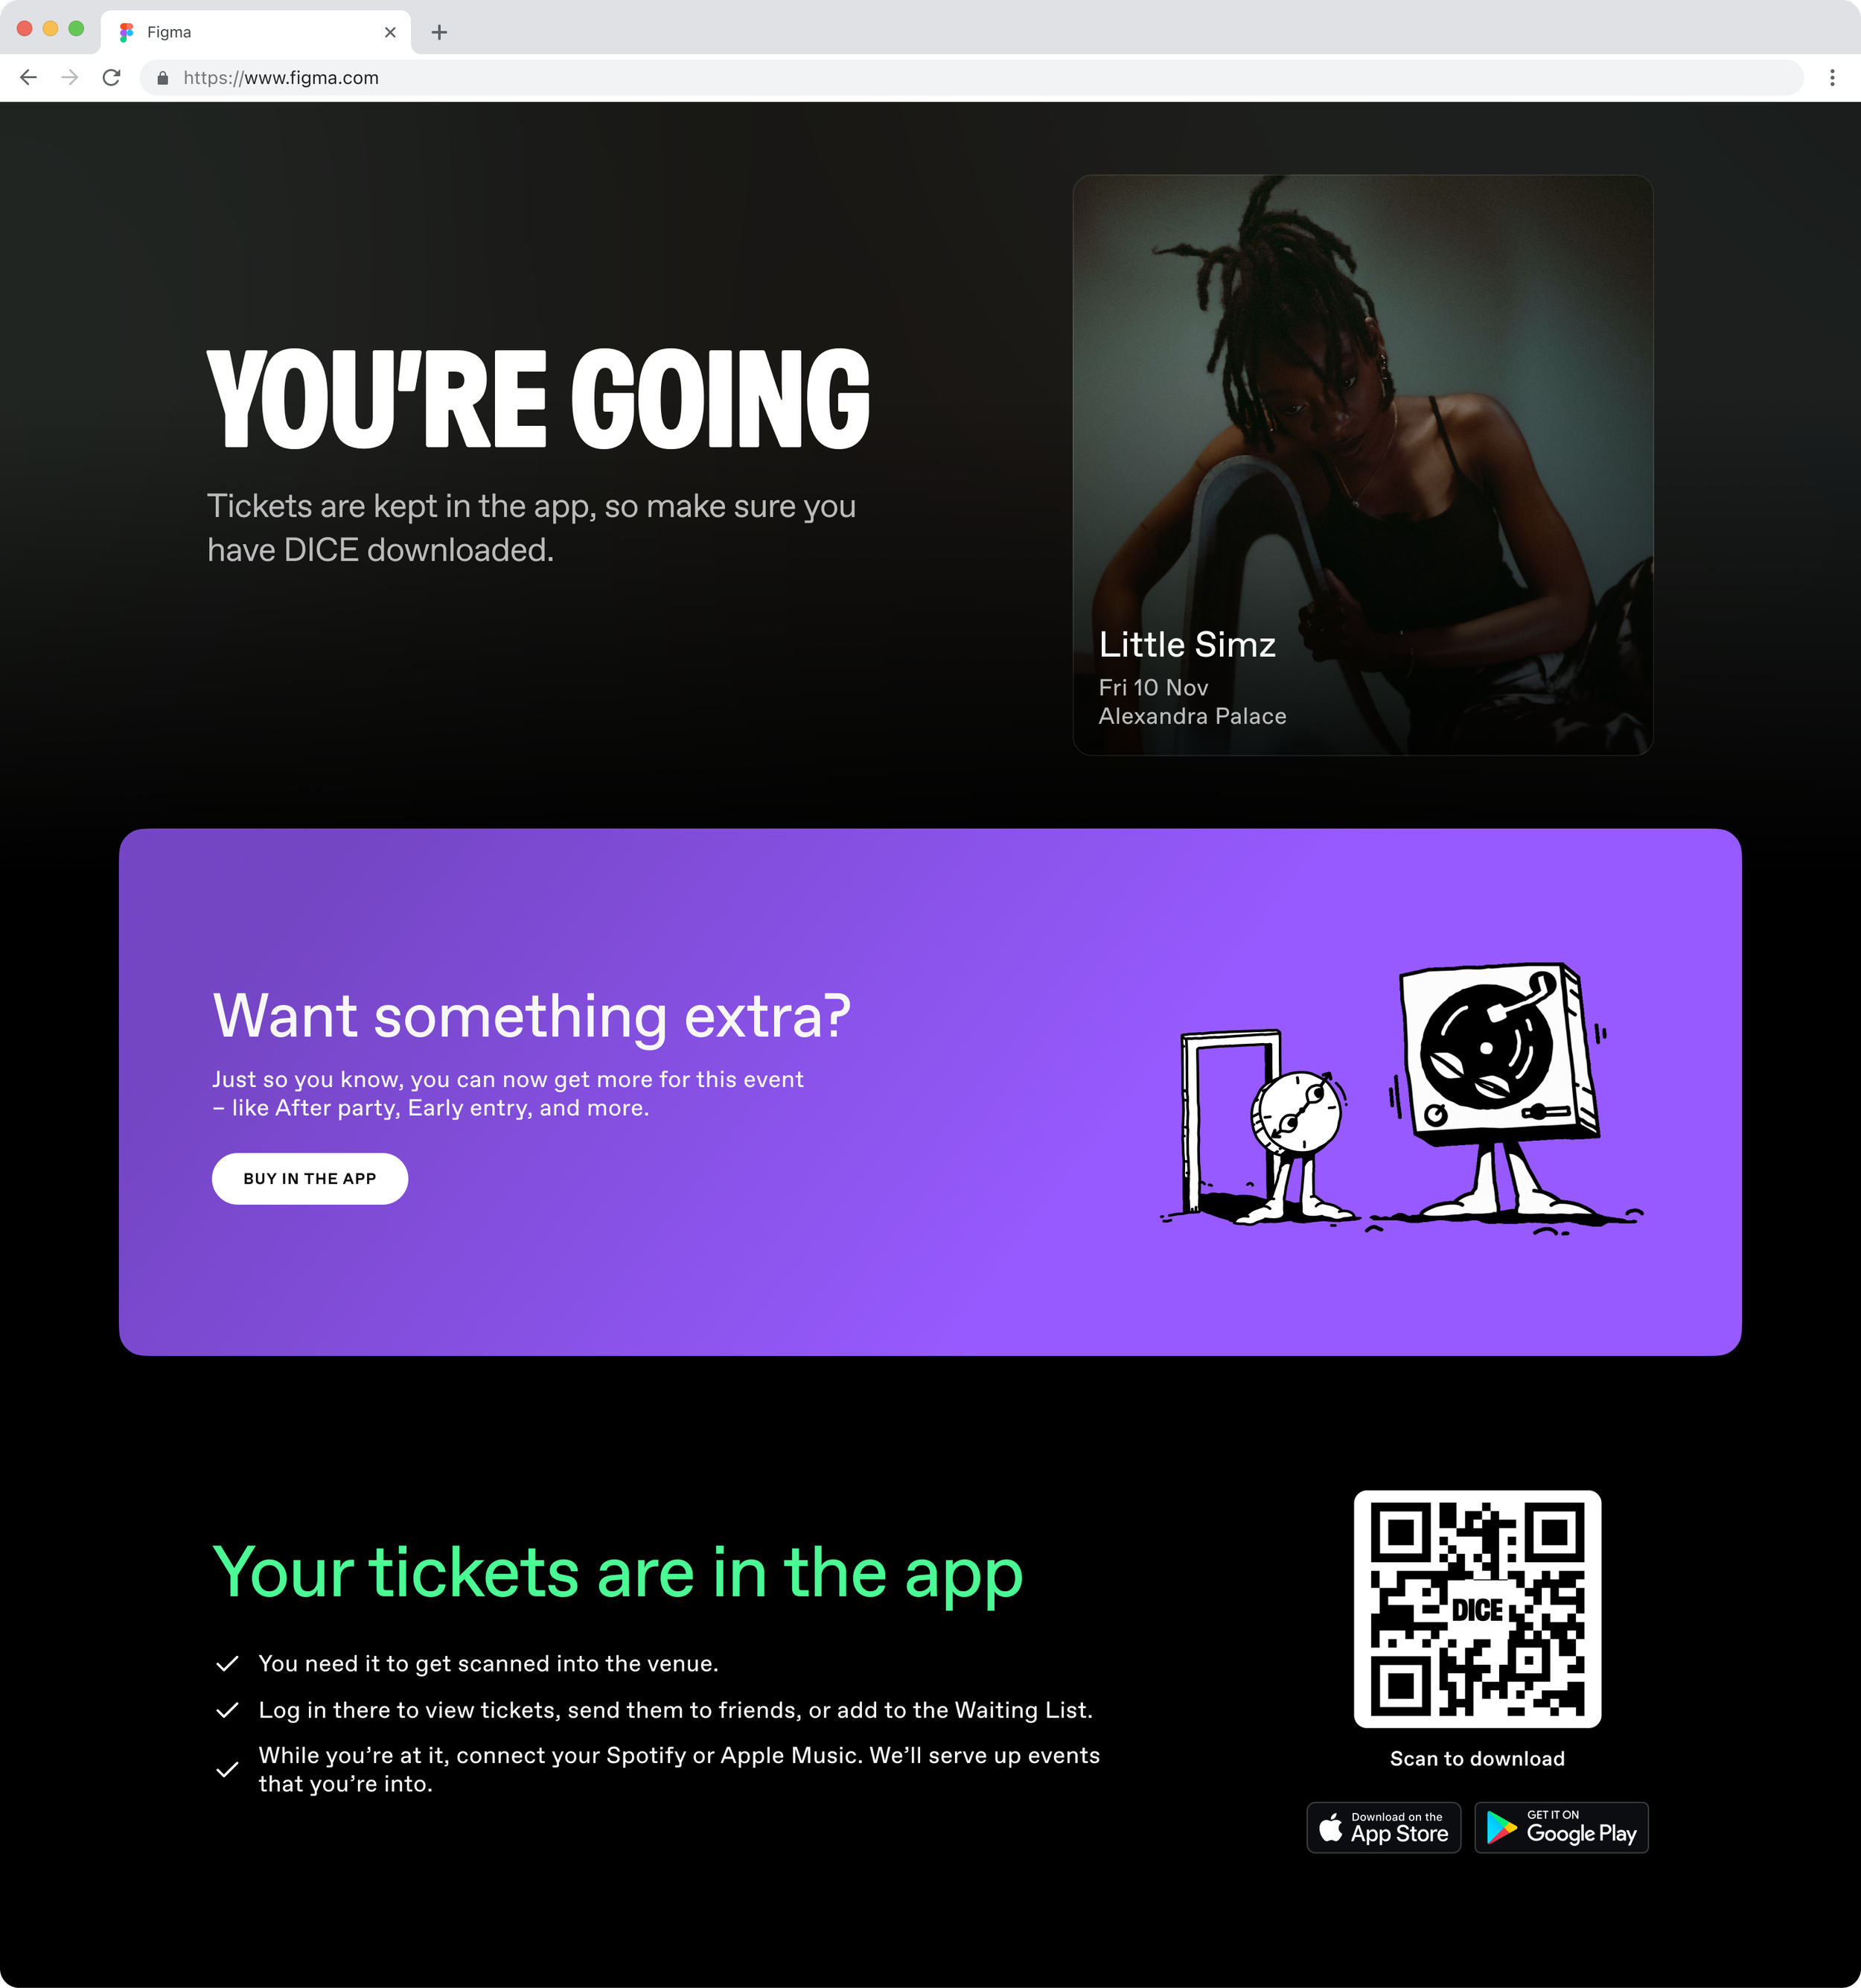 Figma
https://www.figma.com
YOU'RE GOING
Tickets are kept in the app, so make sure you
have DICE downloaded.
Little Simz
Fri 10 Nov
Alexandra Palace
Want something extra?
Just so you know, you can now get more for this event
– like After party, Early entry, and more.
BUY IN THE APP
Your tickets are in the app
You need it to get scanned into the venue.
Log in there to view tickets, send them to friends, or add to the Waiting List.
While you’re at it, connect your Spotify or Apple Music. We’ll serve up events
that you’re into.
DICE
Scan to download
Download on the
App Store
GET IT ON
Google Play